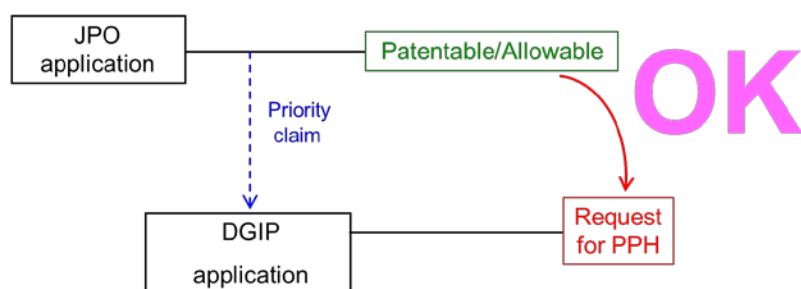 JPO
application
Patentable/Allowable
OK
Priority
claim
DGIP
application
Request
for PPH